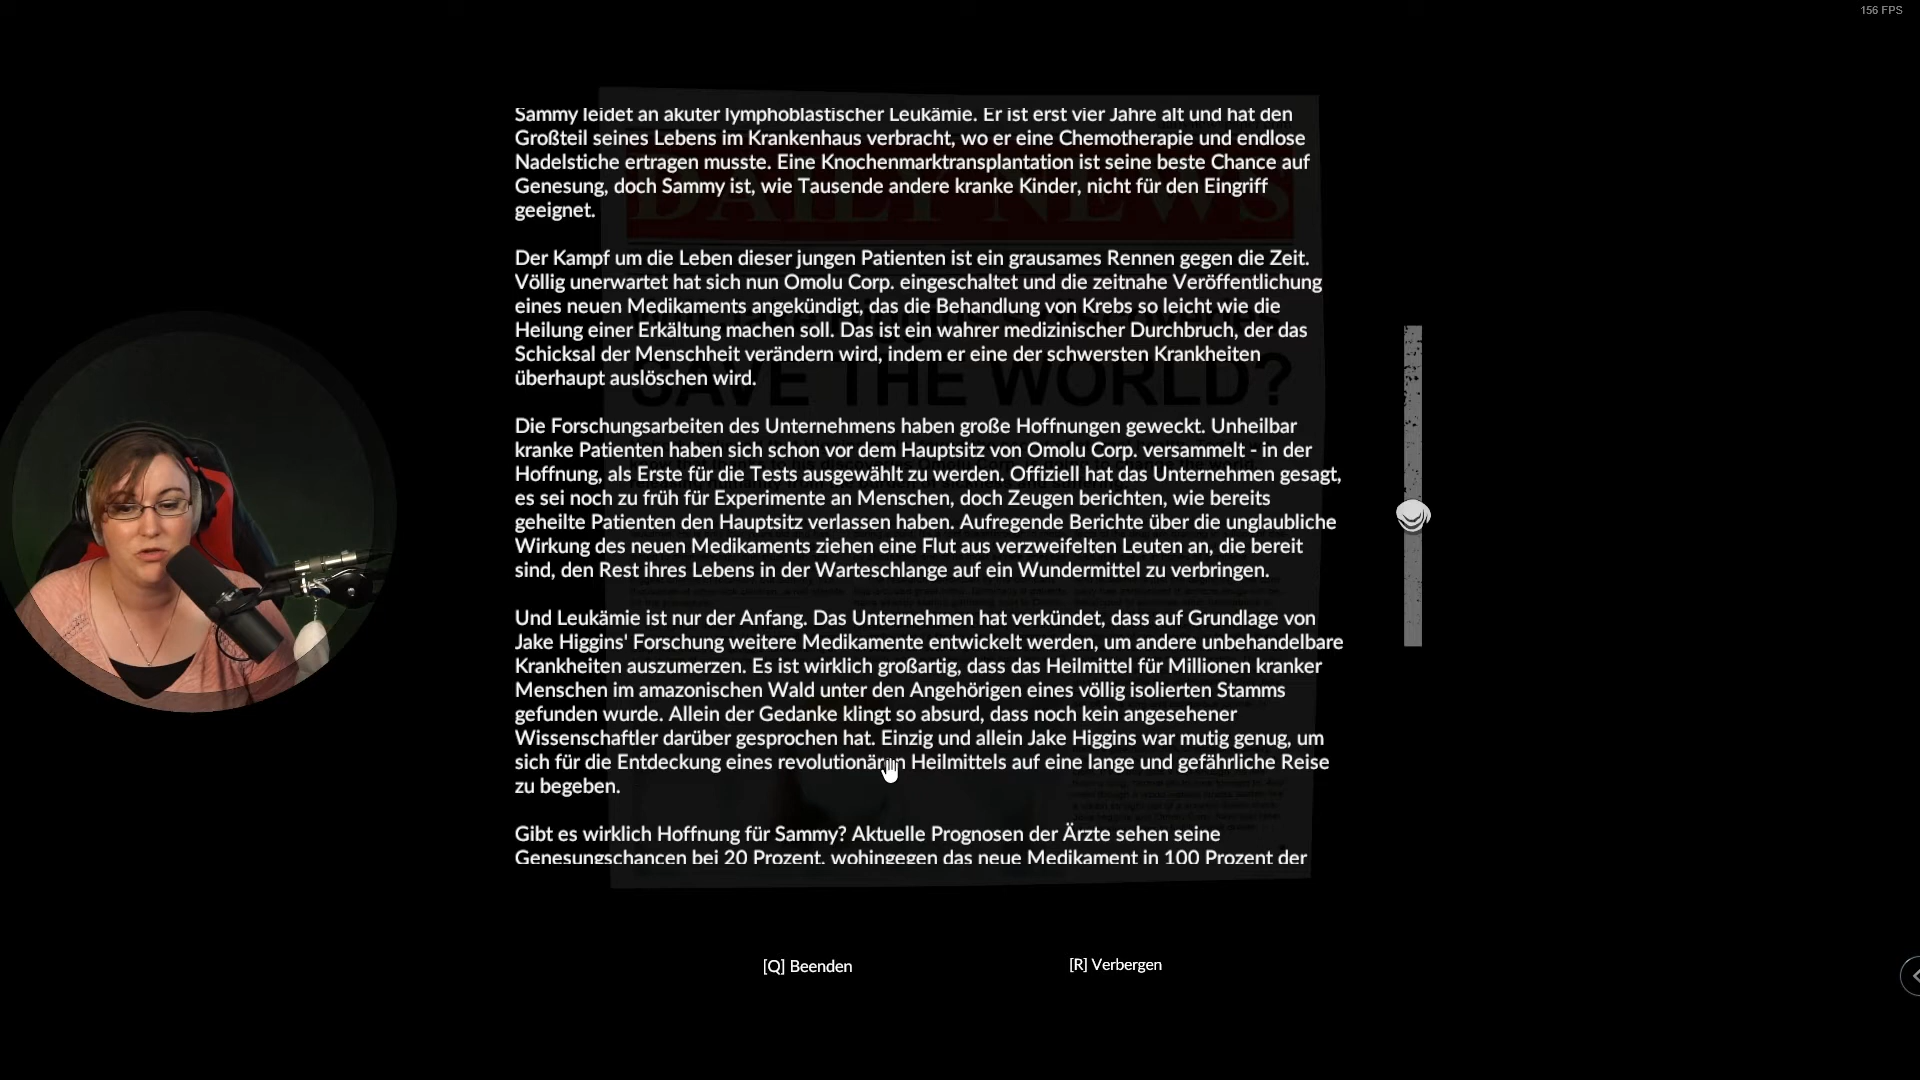 156 FPS
Sammy leidet an akuter lymphoblastischer Leukämie. Er ist erst vier Jahre alt und hat den
Großteil seines Lebens im Krankenhaus verbracht, wo er eine Chemotherapie und endlose
Nadelstiche ertragen musste. Eine Knochenmarktransplantation ist seine beste Chance auf
Genesung, doch Sammy ist, wie Tausende andere kranke Kinder, nicht für den Eingriff
geeignet.
DAILY NEWS
Der Kampf um die Leben dieser jungen Patienten ist ein grausames Rennen gegen die Zeit.
Völlig unerwartet hat sich nun Omolu Corp. eingeschaltet und die zeitnahe Veröffentlichung
eines neuen Medikaments angekündigt, das die Behandlung von Krebs so leicht wie die
Heilung einer Erkältung machen soll. Das ist ein wahrer medizinischer Durchbruch, der das
Schicksal der Menschheit verändern wird, indem er eine der schwersten Krankheiten
überhaupt auslöschen wird.
SAVE THE WORLD?
Die Forschungsarbeiten des Unternehmens haben große Hoffnungen geweckt. Unheilbar
kranke Patienten haben sich schon vor dem Hauptsitz von Omolu Corp. versammelt - in der
Hoffnung, als Erste für die Tests ausgewählt zu werden. Offiziell hat das Unternehmen gesagt,
es sei noch zu früh für Experimente an Menschen, doch Zeugen berichten, wie bereits
geheilte Patienten den Hauptsitz verlassen haben. Aufregende Berichte über die unglaubliche
Wirkung des neuen Medikaments ziehen eine Flut aus verzweifelten Leuten an, die bereit
sind, den Rest ihres Lebens in der Warteschlange auf ein Wundermittel zu verbringen.
Und Leukämie ist nur der Anfang. Das Unternehmen hat verkündet, dass auf Grundlage von
Jake Higgins' Forschung weitere Medikamente entwickelt werden, um andere unbehandelbare
Krankheiten auszumerzen. Es ist wirklich großartig, dass das Heilmittel für Millionen kranker
Menschen im amazonischen Wald unter den Angehörigen eines völlig isolierten Stamms
gefunden wurde. Allein der Gedanke klingt so absurd, dass noch kein angesehener
Wissenschaftler darüber gesprochen hat. Einzig und allein Jake Higgins war mutig genug, um
sich für die Entdeckung eines revolutionären Heilmittels auf eine lange und gefährliche Reise
zu begeben.
Gibt es wirklich Hoffnung für Sammy? Aktuelle Prognosen der Ärzte sehen seine
Genesungschancen bei 20 Prozent, wohingegen das neue Medikament in 100 Prozent der
[Q] Beenden
[R] Verbergen